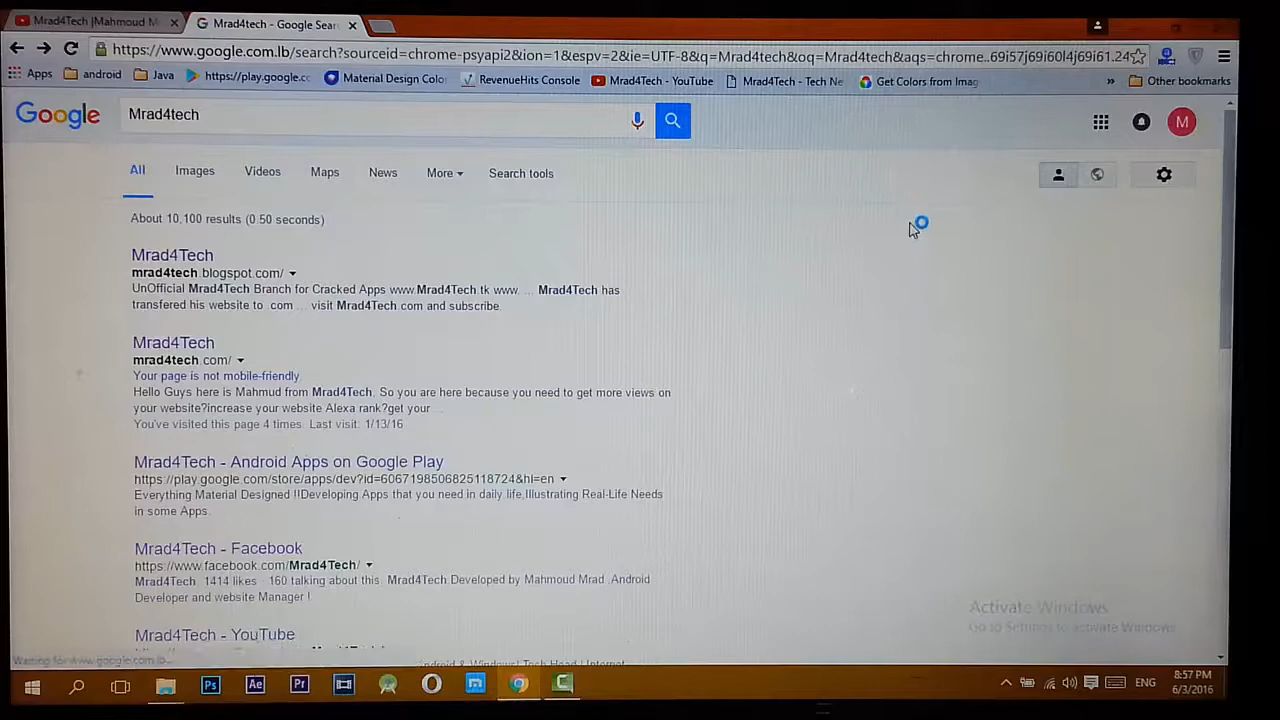 Mrad4Tech |Mahmoud M
Mrad4tech - Google Sear
https://www.google.com.lb/search?sourceid=chrome-psyapi2&ion=1&espv=2&ie=UTF-8&q=Mrad4tech&oq=Mrad4tech&aqs=chrome..69i57j69i60l4j69i61.24
Apps android Java https://play.google.cc Material Design Colo RevenueHits Console Mrad4Tech - YouTube Mrad4Tech - Tech Ne Get Colors from Imag » Other bookmarks
Google Mrad4tech M
All Images Videos Maps News More Search tools
About 10,100 results (0.50 seconds)
Mrad4Tech
mrad4tech.blogspot.com/
UnOfficial Mrad4Tech Branch for Cracked Apps www.Mrad4Tech.tk www. ... Mrad4Tech has
transfered his website to .com ... visit Mrad4Tech.com and subscribe.
Mrad4Tech
mrad4tech.com/
Your page is not mobile-friendly.
Hello Guys here is Mahmud from Mrad4Tech. So you are here because you need to get more views on
your website?increase your website Alexa rank?get your ...
You've visited this page 4 times. Last visit: 1/13/16
Mrad4Tech - Android Apps on Google Play
https://play.google.com/store/apps/dev?id=6067198506825118724&hl=en
Everything Material Designed !!Developing Apps that you need in daily life,Illustrating Real-Life Needs
in some Apps.
Mrad4Tech - Facebook
https://www.facebook.com/Mrad4Tech/
Mrad4Tech. 1414 likes · 160 talking about this. Mrad4Tech.Developed by Mahmoud Mrad .Android
Developer and website Manager !
Mrad4Tech - YouTube
Activate Windows
Go to Settings to activate Windows.
Waiting for www.google.com.lb...
Ps Ae Pr
ENG
8:57 PM
6/3/2016